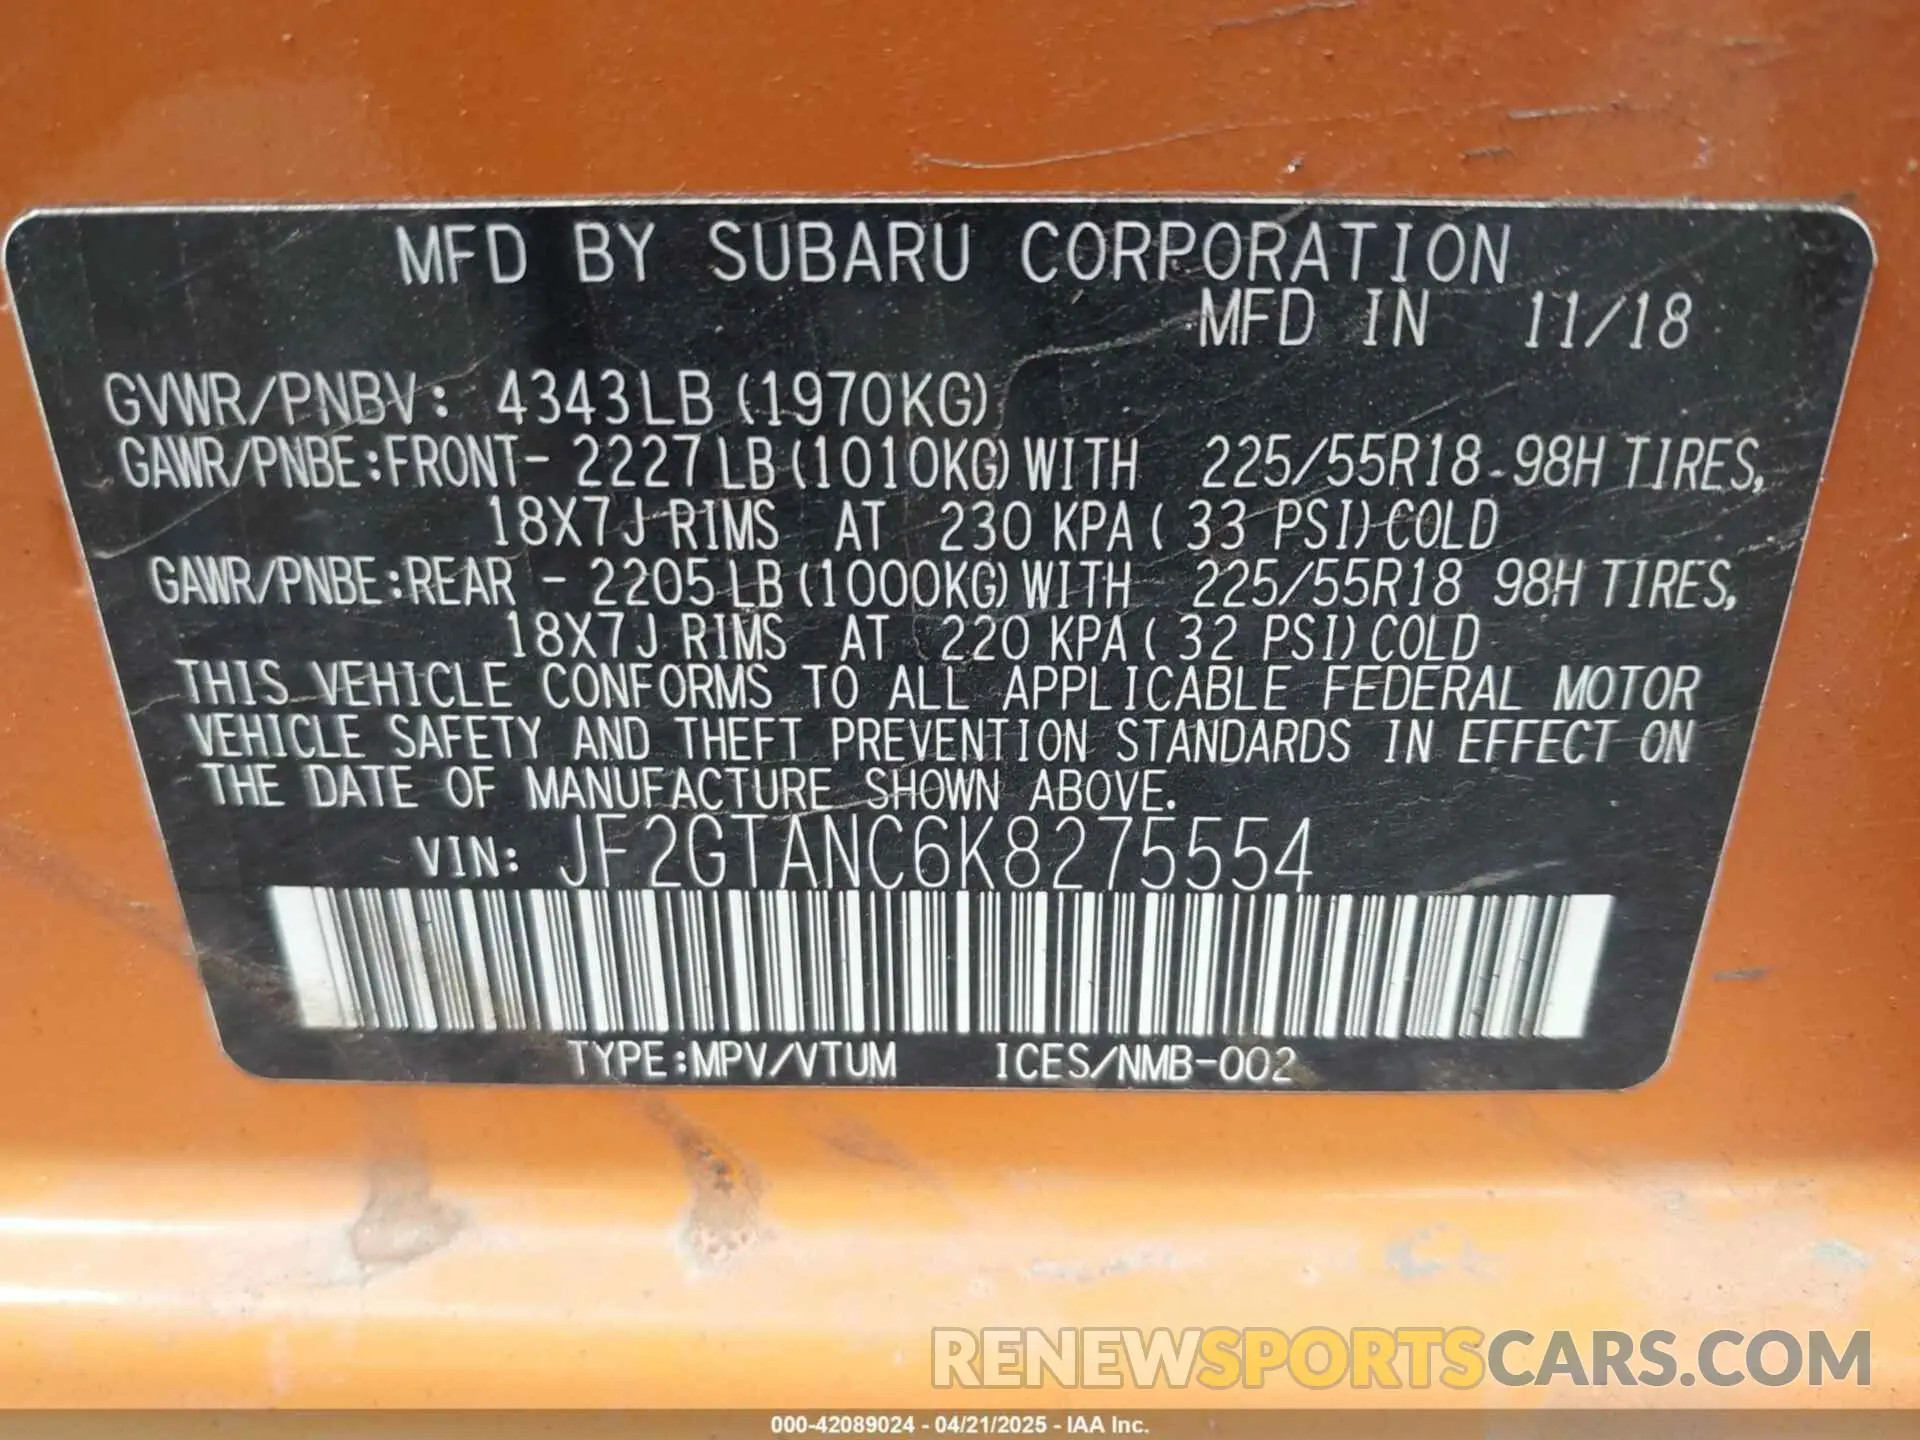 MFD BY SUBARU CORPORATION
MFD IN 11/18
GVWR/PNBV: 4343LB (1970KG)
GAWR/PNBE:FRONT- 2227LB(1010KG)WITH 225/55R18 98H TIRES,
18X7J RIMS AT 230 KPA( 33 PSI)COLD
GAWR/PNBE:REAR - 2205LB(1000KG)WITH 225/55R18 98H TIRES,
18X7J RIMS AT 220 KPA( 32 PSI)COLD
THIS VEHICLE CONFORMS TO ALL APPLICABLE FEDERAL MOTOR
VEHICLE SAFETY AND THEFT PREVENTION STANDARDS IN EFFECT ON
THE DATE OF MANUFACTURE SHOWN ABOVE.
VIN: JF2GTANC6K8275554
TYPE:MPV/VTUM ICES/NMB-002
RENEWSPORTSCARS.COM
000-42089024 - 04/21/2025 - IAA Inc.